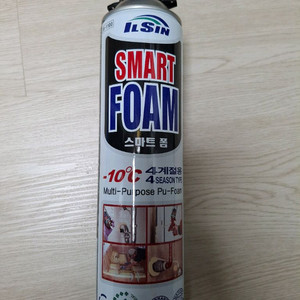 ILSIN
SMART
FOAM
스마트 폼
-10℃ 4계절용
4 SEASON TYPE
Multi-Purpose Pu-Foam